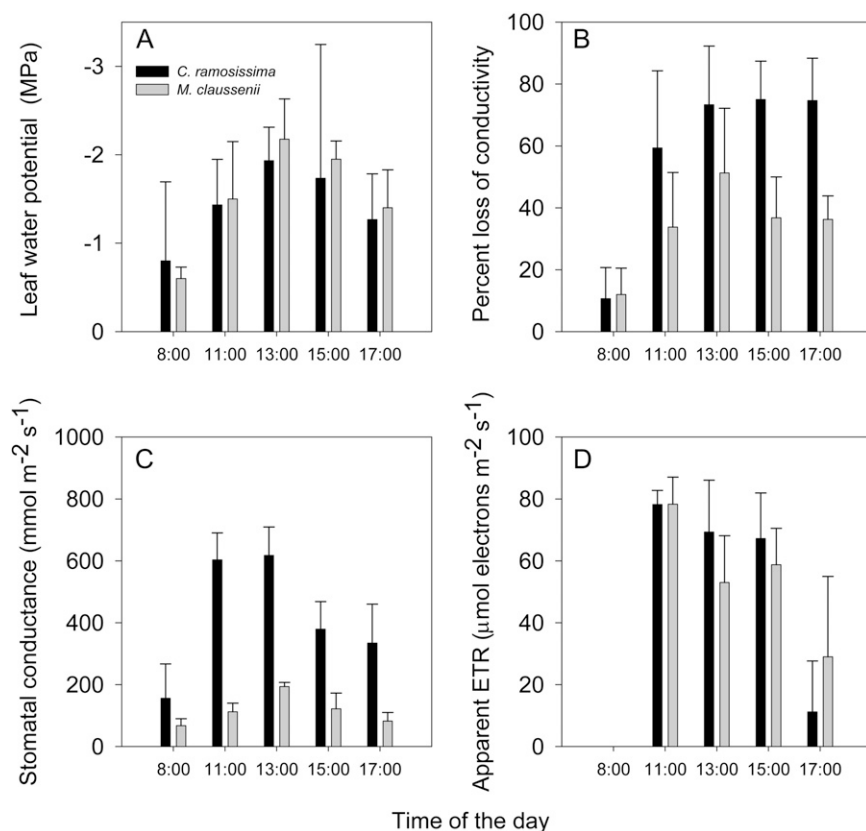 A
C. ramosissima
M. claussenii
Leaf water potential (MPa)
-3
-2
-1
0
8:00 11:00 13:00 15:00 17:00
B
Percent loss of conductivity
100
80
60
40
20
0
8:00 11:00 13:00 15:00 17:00
C
Stomatal conductance (mmol m-2 s-1)
1000
800
600
400
200
0
8:00 11:00 13:00 15:00 17:00
D
Apparent ETR (μmol electrons m-2 s-1)
100
80
60
40
20
0
8:00 11:00 13:00 15:00 17:00
Time of the day